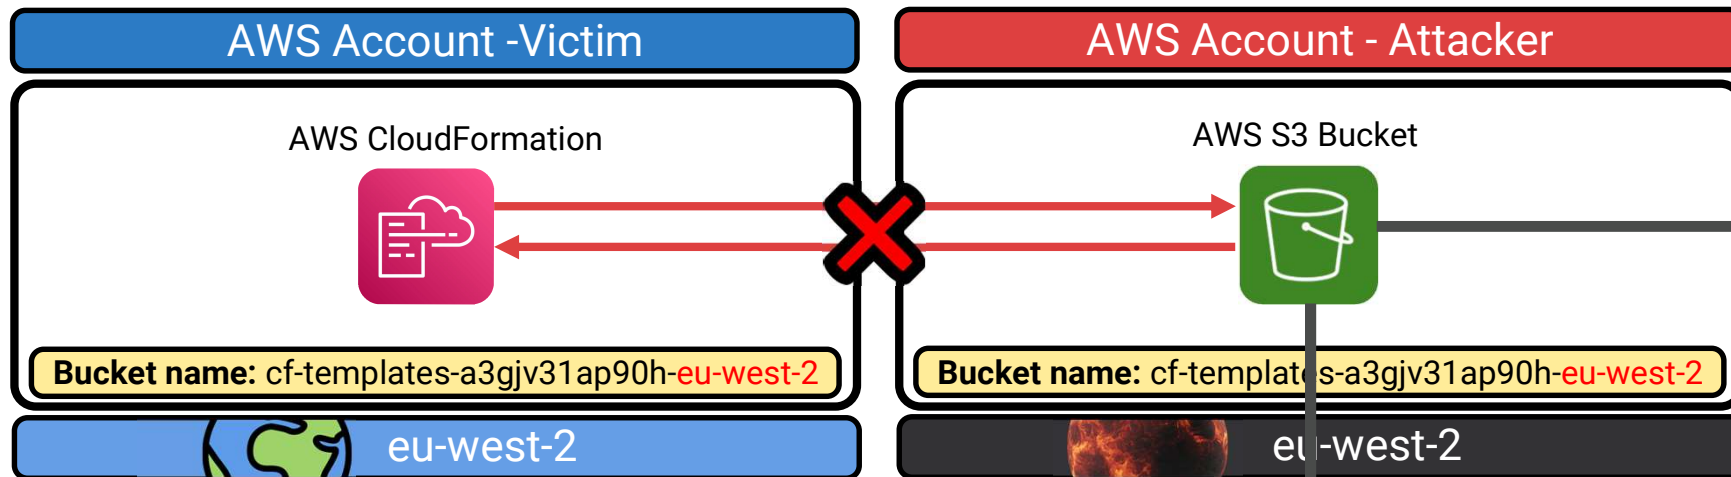 AWS Account -Victim
AWS CloudFormation
Bucket name: cf-templates-a3gjv31ap90h-eu-west-2
eu-west-2
AWS Account - Attacker
AWS S3 Bucket
Bucket name: cf-templates-a3gjv31ap90h-eu-west-2
eu-west-2